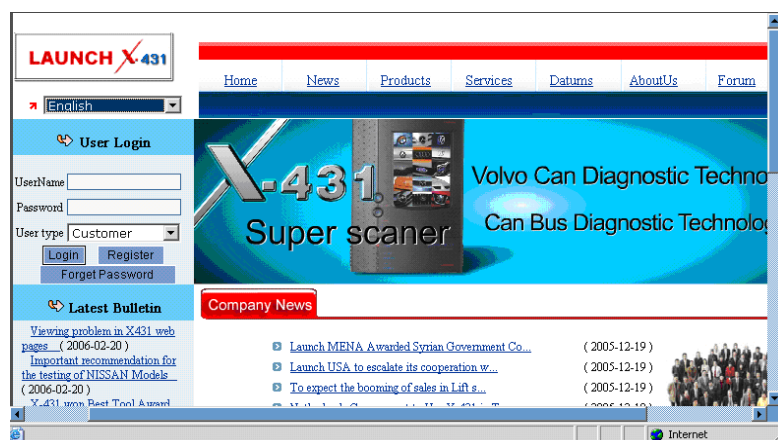 LAUNCH X-431
Home News Products Services Datums AboutUs Forum
English
User Login
UserName
Password
User type Customer
Login Register
Forget Password
X-431
Super scaner
Volvo Can Diagnostic Techno
Can Bus Diagnostic Technolog
Latest Bulletin
Viewing problem in X431 web
pages ( 2006-02-20 )
Important recommendation for
the testing of NISSAN Models
( 2006-02-20 )
X-431 won Best Tool Award
Company News
Launch MENA Awarded Syrian Government Co... ( 2005-12-19 )
Launch USA to escalate its cooperation w... ( 2005-12-19 )
To expect the booming of sales in Lift s... ( 2005-12-19 )
( 2005-12-19 )
Internet